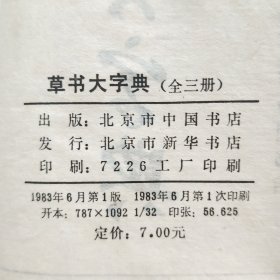 草书大字典（全三册）
出 版：北京市中国书店
发 行：北京市新华书店
印 刷：7226工厂印刷
1983年6月第1版 1983年6月第1次印刷
开本：787×1092 1/32 印张：56.625
定价：7.00元